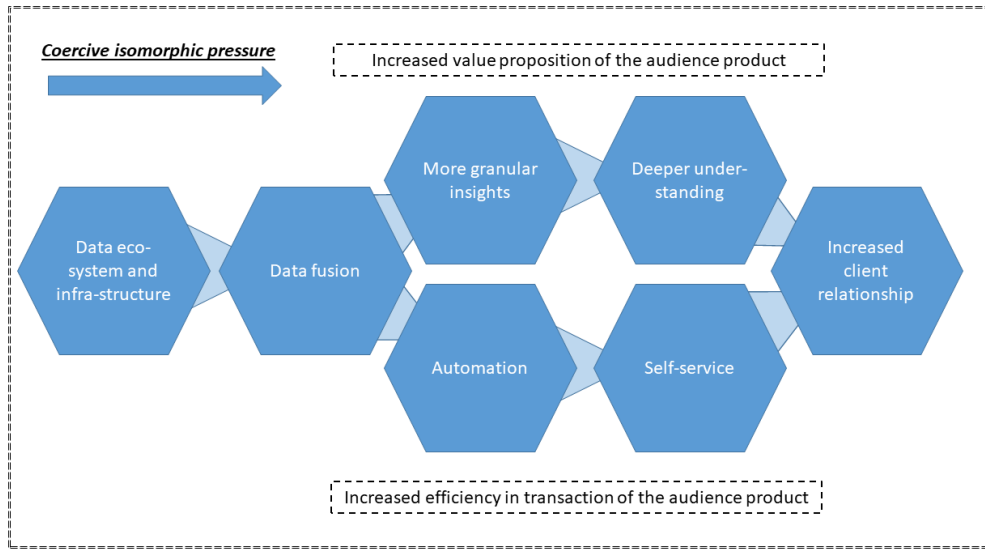 Coercive isomorphic pressure
Increased value proposition of the audience product
More granular
insights
Deeper under-
standing
Data eco-
system and
infra-structure
Data fusion
Increased
client
relationship
Automation
Self-service
Increased efficiency in transaction of the audience product